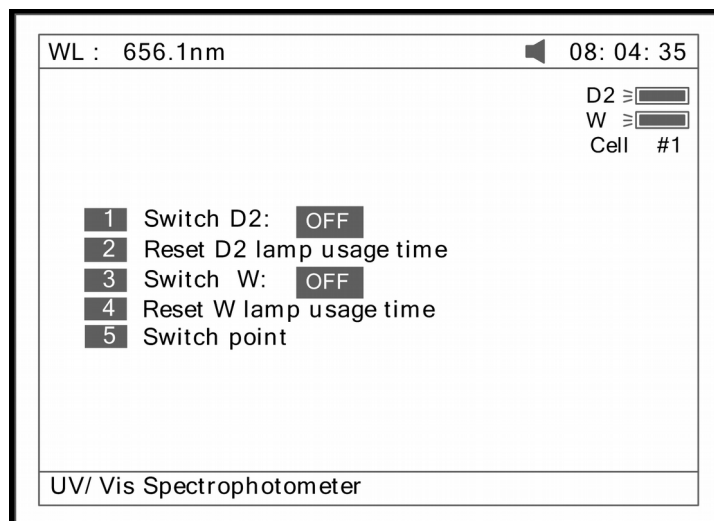 WL : 656.1nm 08: 04: 35
D2
W
Cell #1
1 Switch D2: OFF
2 Reset D2 lamp usage time
3 Switch W: OFF
4 Reset W lamp usage time
5 Switch point
UV/ Vis Spectrophotometer